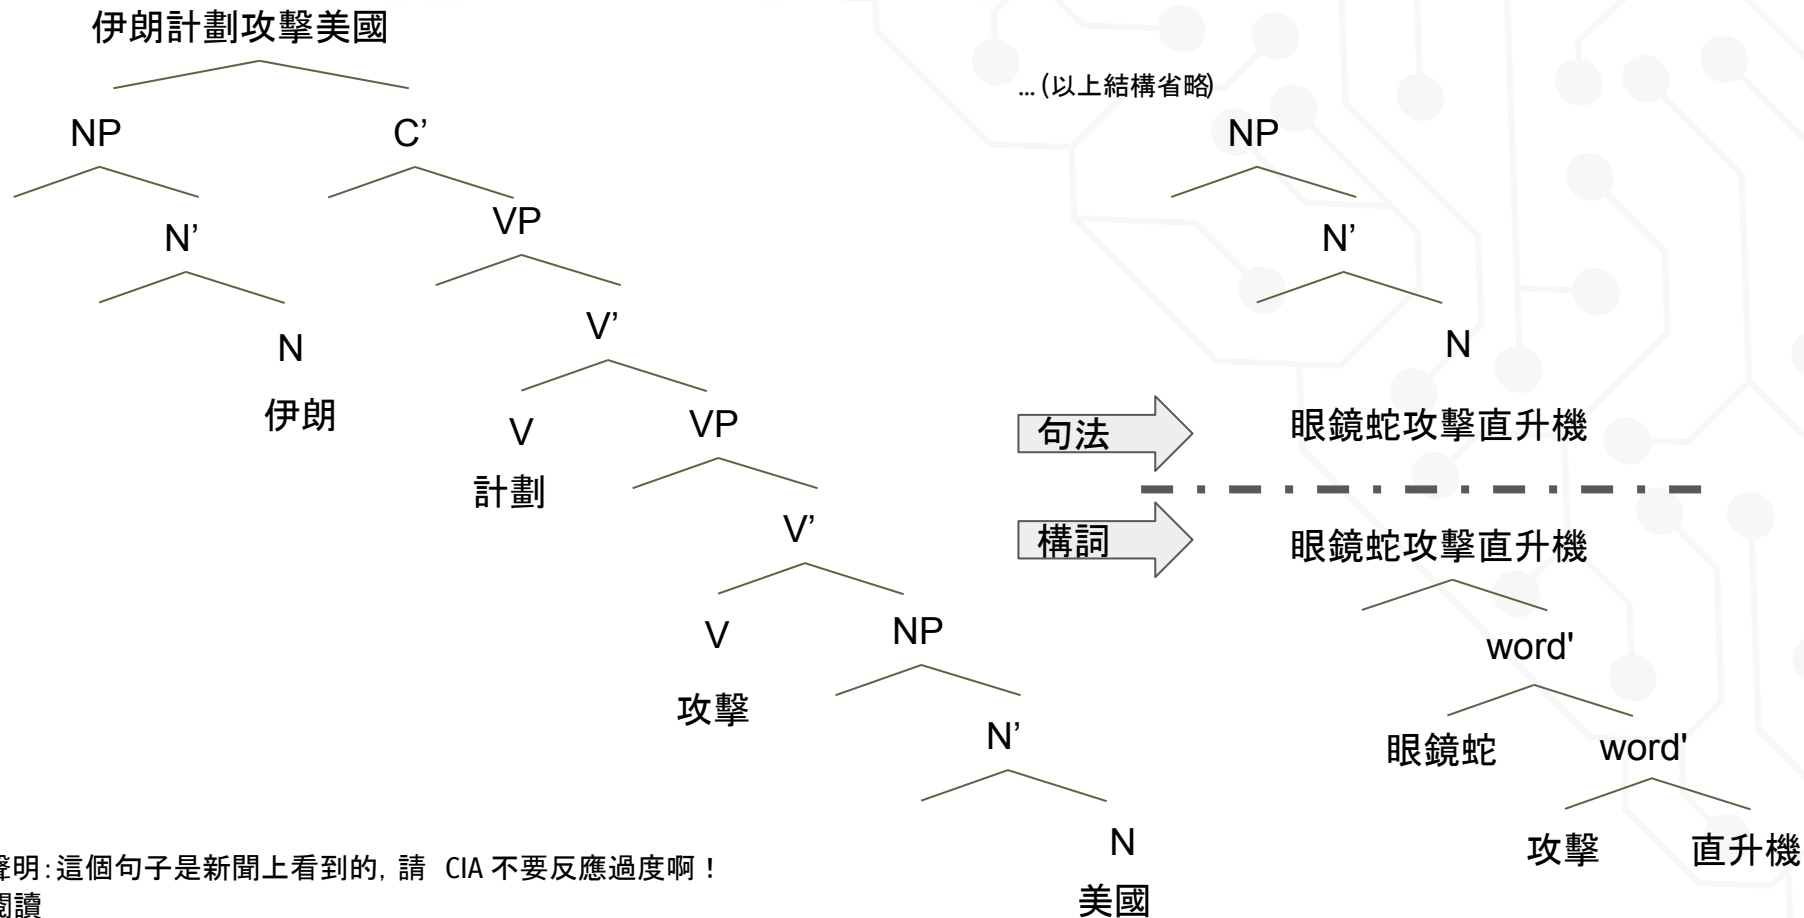 伊朗計劃攻擊美國
NP
C’
N’
VP
N
V’
伊朗
V
VP
計劃
V’
V
NP
攻擊
N’
N
美國
聲明：這個句子是新聞上看到的, 請 CIA 不要反應過度啊！
閱讀
... (以上結構省略)
NP
N’
N
句法
眼鏡蛇攻擊直升機
構詞
眼鏡蛇攻擊直升機
word'
眼鏡蛇
word'
攻擊
直升機